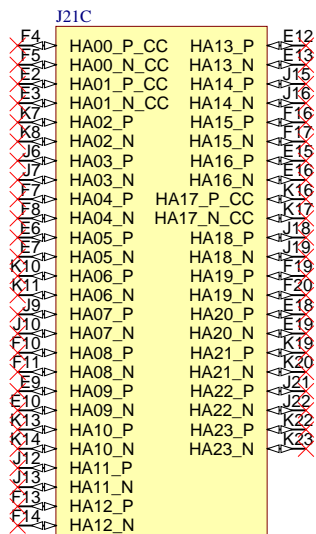 J21C
F4 HA00_P_CC HA13_P E12
F5 HA00_N_CC HA13_N E13
E2 HA01_P_CC HA14_P J15
E3 HA01_N_CC HA14_N J16
K7 HA02_P HA15_P F16
K8 HA02_N HA15_N F17
J6 HA03_P HA16_P E15
J7 HA03_N HA16_N E16
F7 HA04_P HA17_P_CC K16
F8 HA04_N HA17_N_CC K17
E6 HA05_P HA18_P J18
E7 HA05_N HA18_N J19
K10 HA06_P HA19_P F19
K11 HA06_N HA19_N F20
J9 HA07_P HA20_P E18
J10 HA07_N HA20_N E19
F10 HA08_P HA21_P K19
F11 HA08_N HA21_N K20
E9 HA09_P HA22_P J21
E10 HA09_N HA22_N J22
K13 HA10_P HA23_P K22
K14 HA10_N HA23_N K23
J12 HA11_P
J13 HA11_N
F13 HA12_P
F14 HA12_N